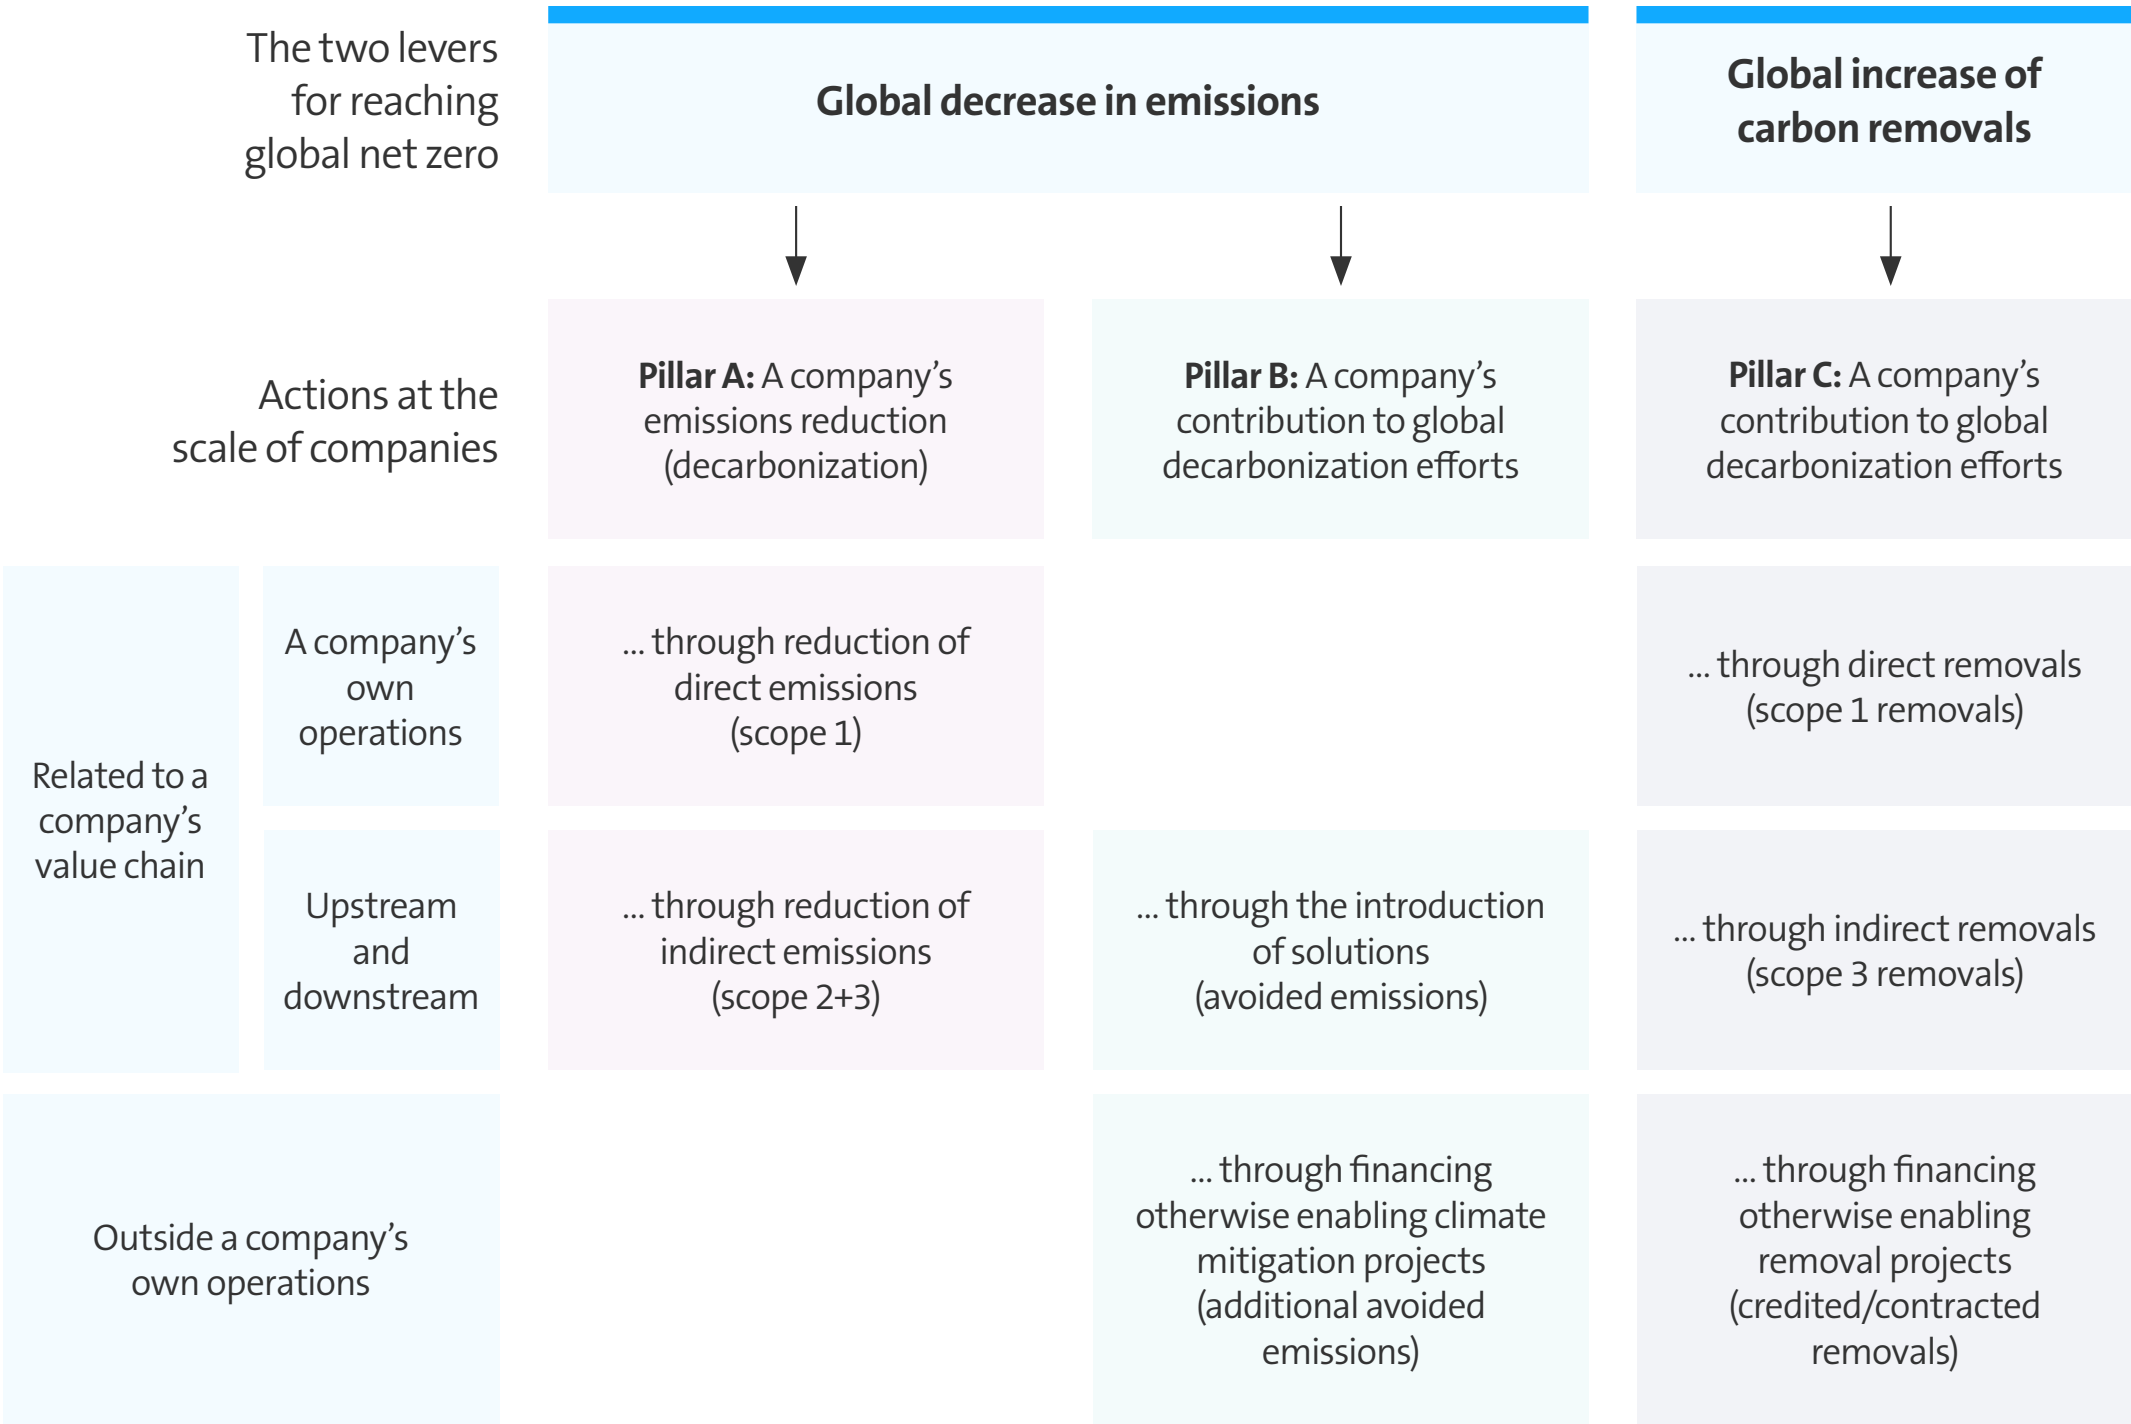 The two levers
for reaching
global net zero
Global decrease in emissions
Global increase of
carbon removals
Actions at the
scale of companies
Pillar A: A company’s
emissions reduction
(decarbonization)
Pillar B: A company’s
contribution to global
decarbonization efforts
Pillar C: A company’s
contribution to global
decarbonization efforts
Related to a
company’s
value chain
A company’s
own
operations
... through reduction of
direct emissions
(scope 1)
... through direct removals
(scope 1 removals)
Upstream
and
downstream
... through reduction of
indirect emissions
(scope 2+3)
... through the introduction
of solutions
(avoided emissions)
... through indirect removals
(scope 3 removals)
Outside a company’s
own operations
... through financing
otherwise enabling climate
mitigation projects
(additional avoided
emissions)
... through financing
otherwise enabling
removal projects
(credited/contracted
removals)